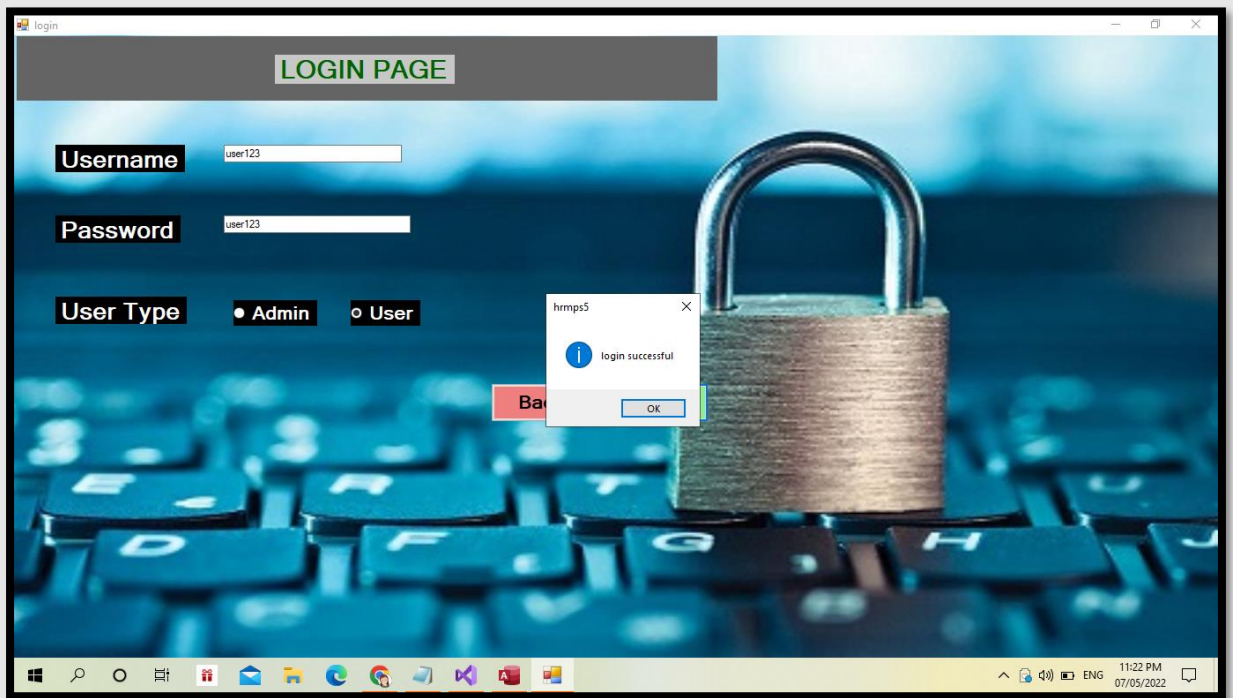 login
LOGIN PAGE
Username
user123
Password
user123
User Type
Admin
User
hrmps5
login successful
OK
E
R
T
D
F
G
H
J
ENG
11:22 PM
07/05/2022